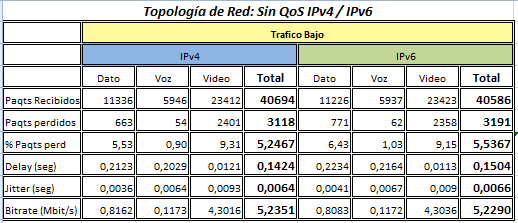 Topología de Red: Sin QoS IPv4 / IPv6
Trafico Bajo
IPv4 IPv6
Dato Voz Video Total Dato Voz Video Total
Paqts Recibidos 11336 5946 23412 40694 11226 5937 23423 40586
Paqts perdidos 663 54 2401 3118 771 62 2358 3191
% Paqts perd 5,53 0,90 9,31 5,2467 6,43 1,03 9,15 5,5367
Delay (seg) 0,2123 0,2029 0,0121 0,1424 0,2234 0,2164 0,0113 0,1504
Jitter (seg) 0,0036 0,0064 0,0093 0,0064 0,0041 0,0067 0,009 0,0066
Bitrate (Mbit/s) 0,8162 0,1173 4,3016 5,2351 0,8083 0,1172 4,3036 5,2290